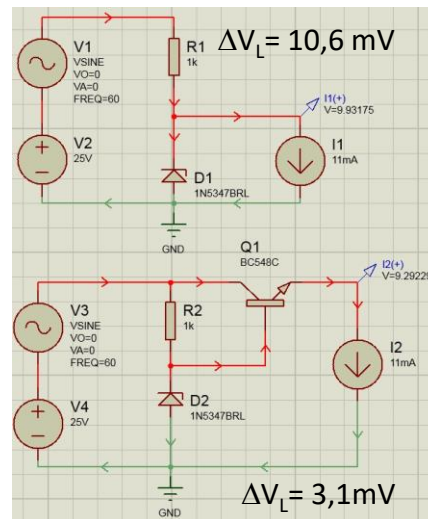 ΔVL= 10,6 mV
V1
VSINE
VO=0
VA=0
FREQ=60
R1
1k
I1(+)
V=9.93175
V2
25V
D1
1N5347BRL
I1
11mA
GND
Q1
BC548C
I2(+)
V=9.29229
V3
VSINE
VO=0
VA=0
FREQ=60
R2
1k
I2
11mA
V4
25V
D2
1N5347BRL
GND
ΔVL= 3,1mV